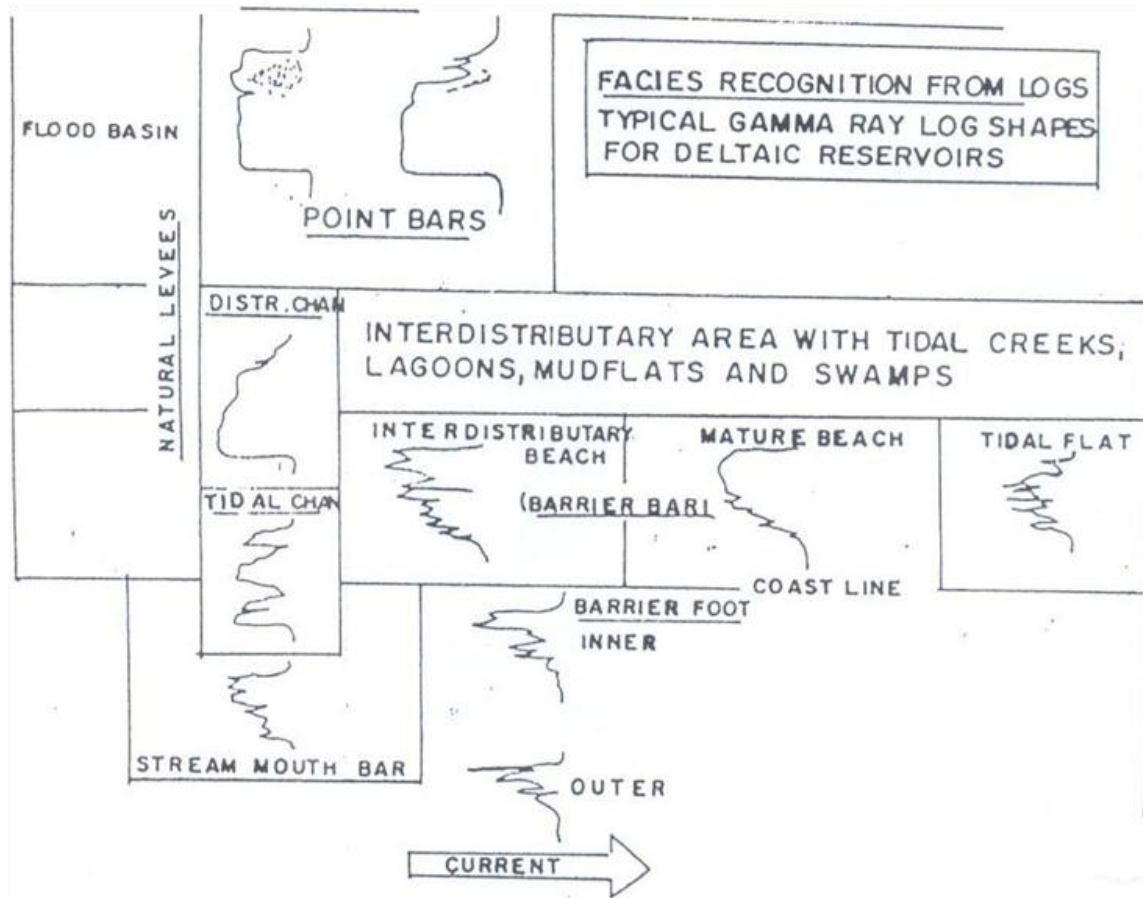 FACIES RECOGNITION FROM LOGS
TYPICAL GAMMA RAY LOG SHAPES
FOR DELTAIC RESERVOIRS
FLOOD BASIN
POINT BARS
NATURAL LEVEES
DISTR. CHAN
INTERDISTRIBUTARY AREA WITH TIDAL CREEKS,
LAGOONS, MUDFLATS AND SWAMPS
INTERDISTRIBUTARY
BEACH
MATURE BEACH
TIDAL FLAT
TIDAL CHAN
(BARRIER BARI
COAST LINE
BARRIER FOOT
INNER
STREAM MOUTH BAR
OUTER
CURRENT